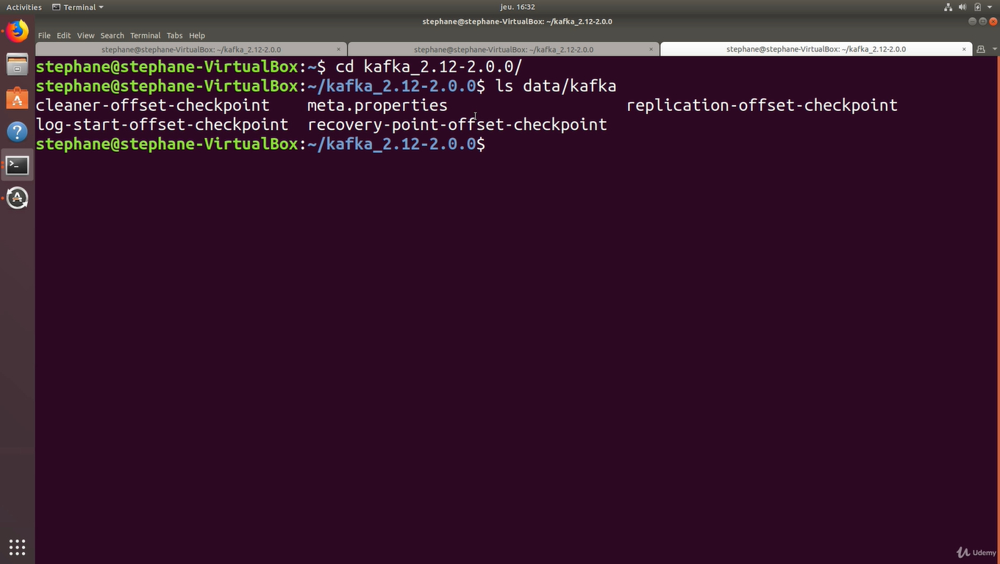 Activities Terminal jeu. 16:32
stephane@stephane-VirtualBox: ~/kafka_2.12-2.0.0
File Edit View Search Terminal Tabs Help
stephane@stephane-VirtualBox: ~/kafka_2.12-2.0.0 × stephane@stephane-VirtualBox: ~/kafka_2.12-2.0.0 × stephane@stephane-VirtualBox: ~/kafka_2.12-2.0.0 ×
stephane@stephane-VirtualBox:~$ cd kafka_2.12-2.0.0/
stephane@stephane-VirtualBox:~/kafka_2.12-2.0.0$ ls data/kafka
cleaner-offset-checkpoint meta.properties replication-offset-checkpoint
log-start-offset-checkpoint recovery-point-offset-checkpoint
stephane@stephane-VirtualBox:~/kafka_2.12-2.0.0$
Udemy